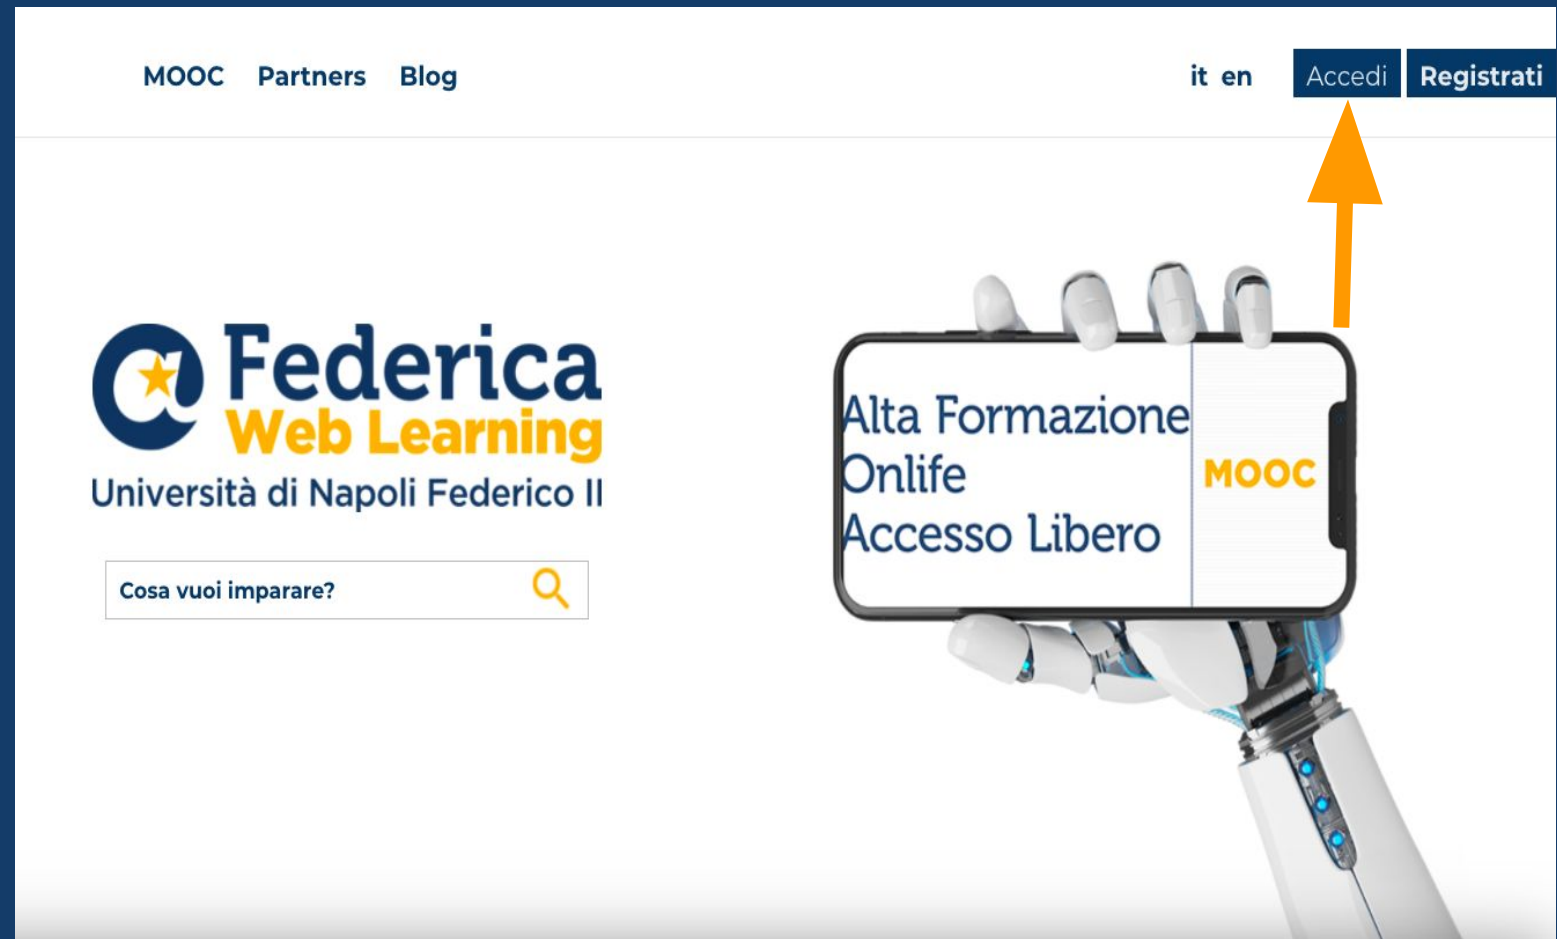 MOOC Partners Blog it en Accedi Registrati
Federica
Web Learning
Università di Napoli Federico II
Cosa vuoi imparare?
Alta Formazione
Onlife
Accesso Libero
MOOC